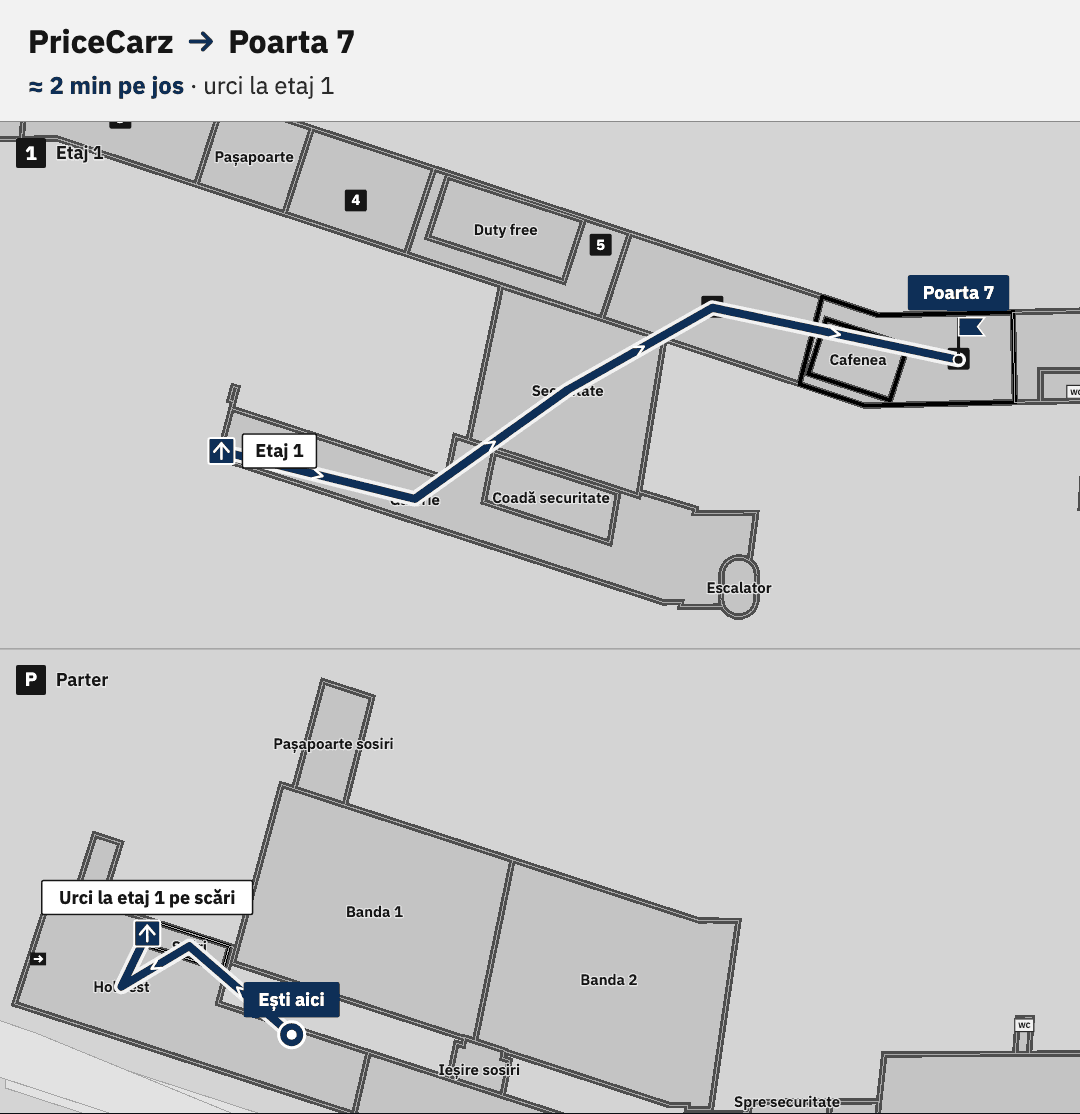 PriceCarz → Poarta 7
≈ 2 min pe jos · urci la etaj 1
1 Etaj 1
Pașapoarte
4
Duty free
5
Poarta 7
Cafenea
WC
Etaj 1
Coadă securitate
Escalator
P Parter
Pașapoarte sosiri
Urci la etaj 1 pe scări
Banda 1
Banda 2
Ești aici
WC
Ieșire sosiri
Spre securitate